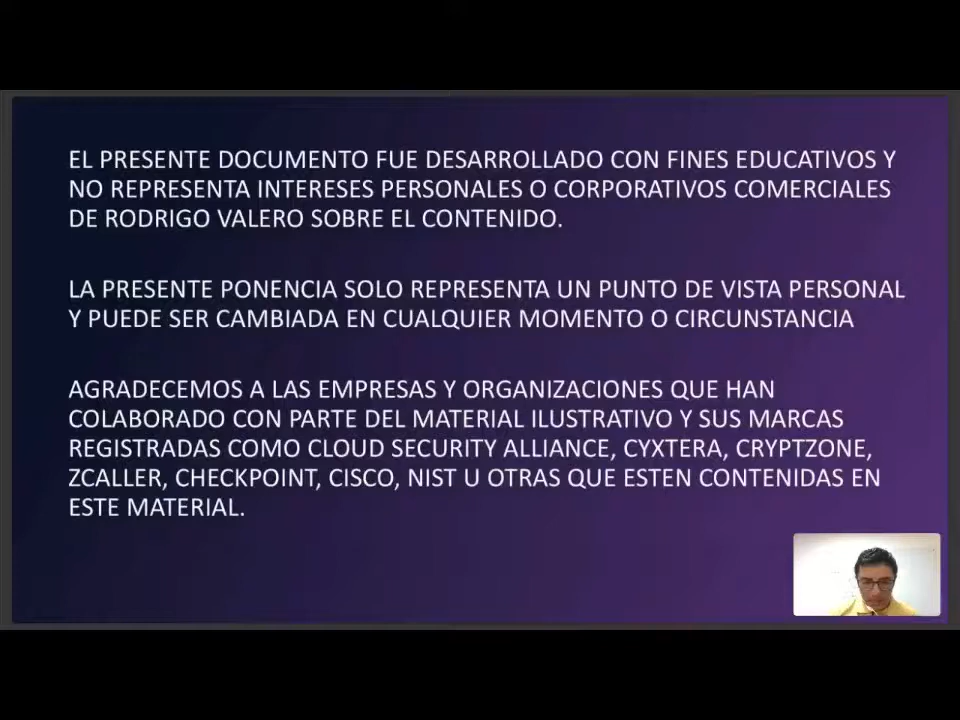 EL PRESENTE DOCUMENTO FUE DESARROLLADO CON FINES EDUCATIVOS Y
NO REPRESENTA INTERESES PERSONALES O CORPORATIVOS COMERCIALES
DE RODRIGO VALERO SOBRE EL CONTENIDO.
LA PRESENTE PONENCIA SOLO REPRESENTA UN PUNTO DE VISTA PERSONAL
Y PUEDE SER CAMBIADA EN CUALQUIER MOMENTO O CIRCUNSTANCIA
AGRADECEMOS A LAS EMPRESAS Y ORGANIZACIONES QUE HAN
COLABORADO CON PARTE DEL MATERIAL ILUSTRATIVO Y SUS MARCAS
REGISTRADAS COMO CLOUD SECURITY ALLIANCE, CYXTERA, CRYPTZONE,
ZCALLER, CHECKPOINT, CISCO, NIST U OTRAS QUE ESTEN CONTENIDAS EN
ESTE MATERIAL.